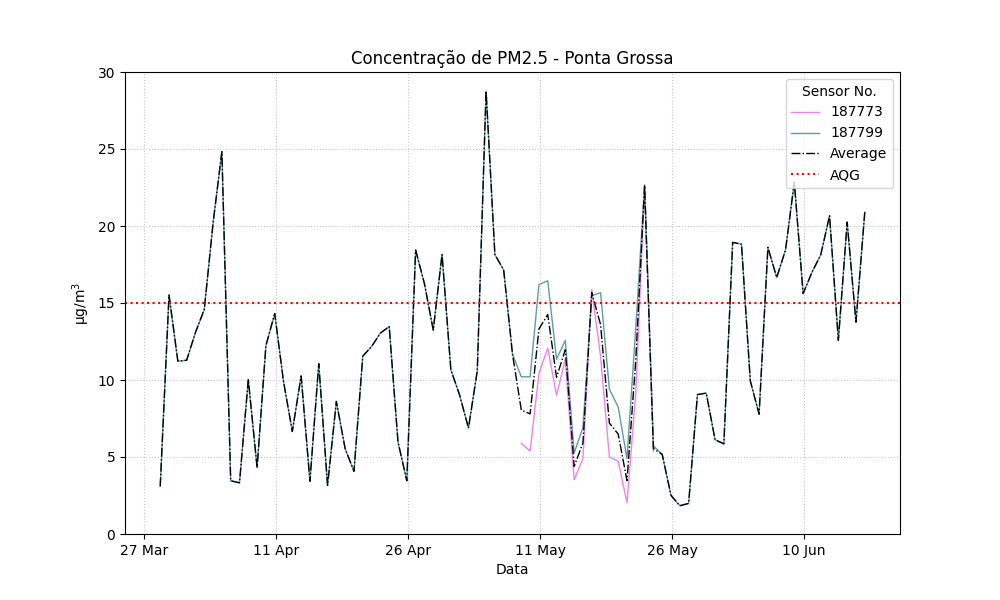 Concentração de PM2.5 - Ponta Grossa
30
25
20
15
10
5
0
µg/m³
Sensor No.
187773
187799
Average
AQG
27 Mar
11 Apr
26 Apr
11 May
26 May
10 Jun
Data